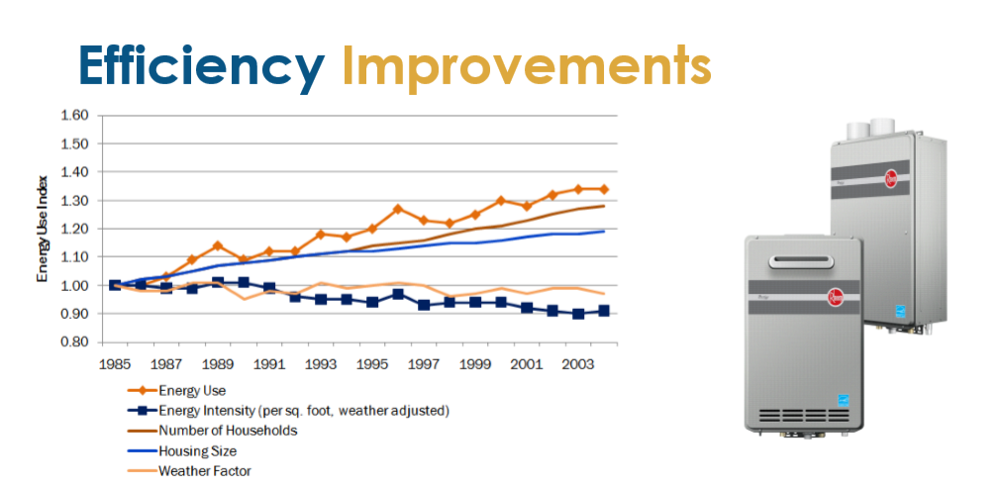 Efficiency Improvements
1.60
1.50
1.40
1.30
1.20
1.10
1.00
0.90
0.80
Energy Use Index
1985 1987 1989 1991 1993 1995 1997 1999 2001 2003
Energy Use
Energy Intensity (per sq. foot, weather adjusted)
Number of Households
Housing Size
Weather Factor
Rheem
Rheem